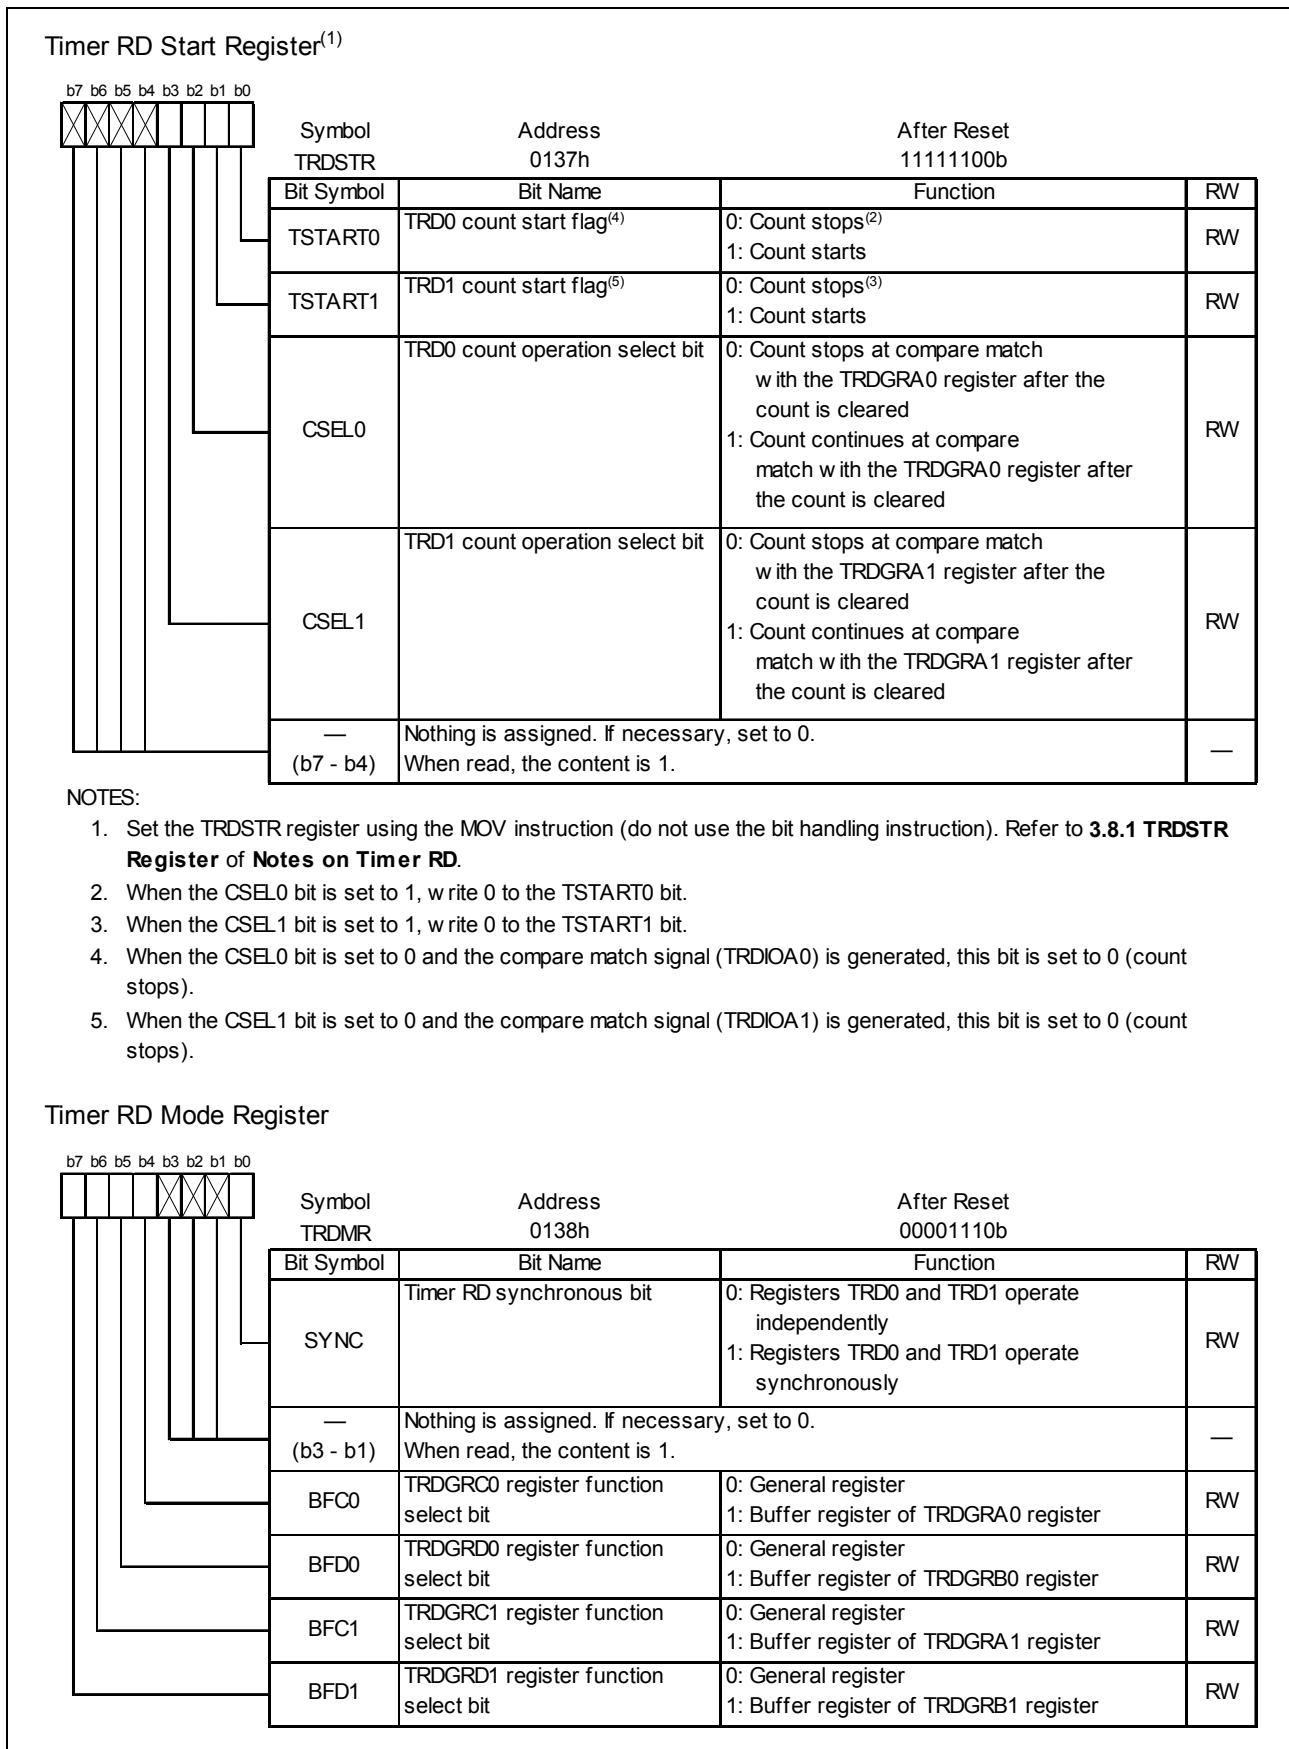 Timer RD Start Register(1)
b7 b6 b5 b4 b3 b2 b1 b0
Symbol Address After Reset
TRDSTR 0137h 11111100b
Bit Symbol Bit Name Function RW
TSTART0 TRD0 count start flag(4) 0: Count stops(2) RW
1: Count starts
TSTART1 TRD1 count start flag(5) 0: Count stops(3) RW
1: Count starts
CSEL0 TRD0 count operation select bit 0: Count stops at compare match RW
with the TRDGRA0 register after the
count is cleared
1: Count continues at compare
match with the TRDGRA0 register after
the count is cleared
CSEL1 TRD1 count operation select bit 0: Count stops at compare match RW
with the TRDGRA1 register after the
count is cleared
1: Count continues at compare
match with the TRDGRA1 register after
the count is cleared
— Nothing is assigned. If necessary, set to 0. —
(b7 - b4) When read, the content is 1.
NOTES:
1. Set the TRDSTR register using the MOV instruction (do not use the bit handling instruction). Refer to 3.8.1 TRDSTR
Register of Notes on Timer RD.
2. When the CSEL0 bit is set to 1, write 0 to the TSTART0 bit.
3. When the CSEL1 bit is set to 1, write 0 to the TSTART1 bit.
4. When the CSEL0 bit is set to 0 and the compare match signal (TRDIOA0) is generated, this bit is set to 0 (count
stops).
5. When the CSEL1 bit is set to 0 and the compare match signal (TRDIOA1) is generated, this bit is set to 0 (count
stops).
Timer RD Mode Register
b7 b6 b5 b4 b3 b2 b1 b0
Symbol Address After Reset
TRDMR 0138h 00001110b
Bit Symbol Bit Name Function RW
SYNC Timer RD synchronous bit 0: Registers TRD0 and TRD1 operate RW
independently
1: Registers TRD0 and TRD1 operate
synchronously
— Nothing is assigned. If necessary, set to 0. —
(b3 - b1) When read, the content is 1.
BFC0 TRDGRC0 register function 0: General register RW
select bit 1: Buffer register of TRDGRA0 register
BFD0 TRDGRD0 register function 0: General register RW
select bit 1: Buffer register of TRDGRB0 register
BFC1 TRDGRC1 register function 0: General register RW
select bit 1: Buffer register of TRDGRA1 register
BFD1 TRDGRD1 register function 0: General register RW
select bit 1: Buffer register of TRDGRB1 register